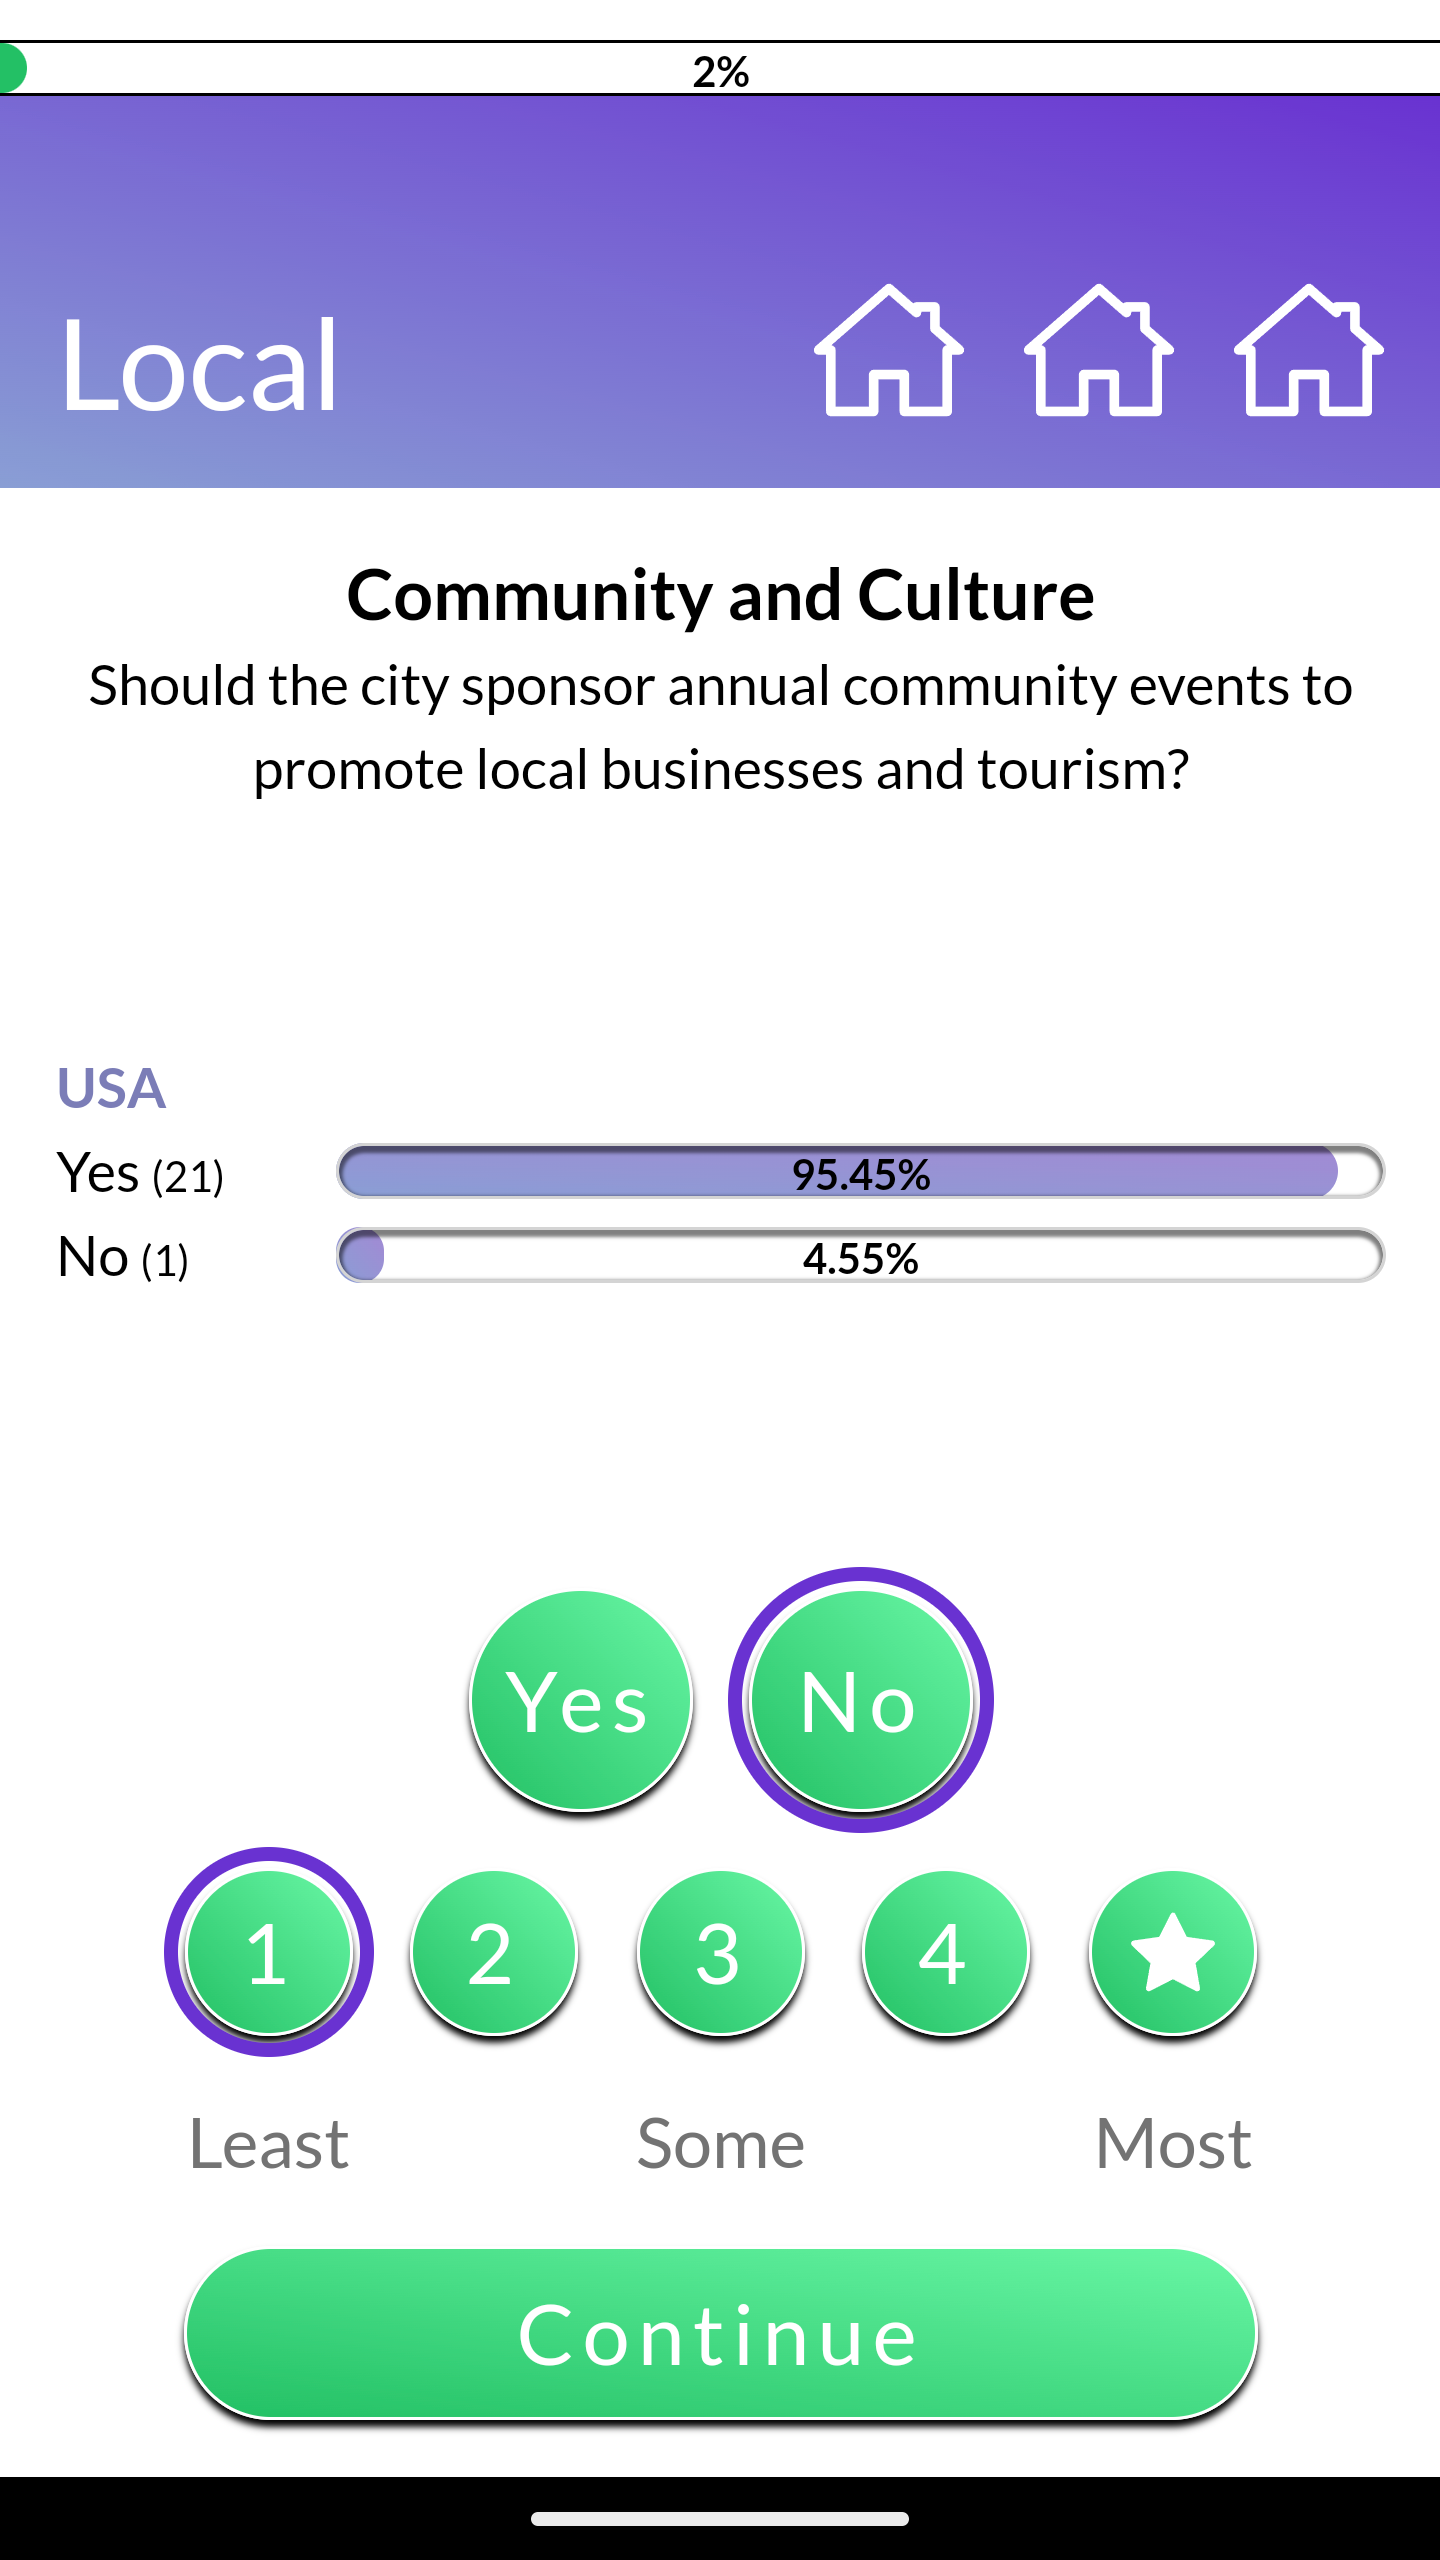 2%
Local
Community and Culture
Should the city sponsor annual community events to
promote local businesses and tourism?
USA
Yes (21) 95.45%
No (1) 4.55%
Yes No
1 2 3 4
Least Some Most
Continue